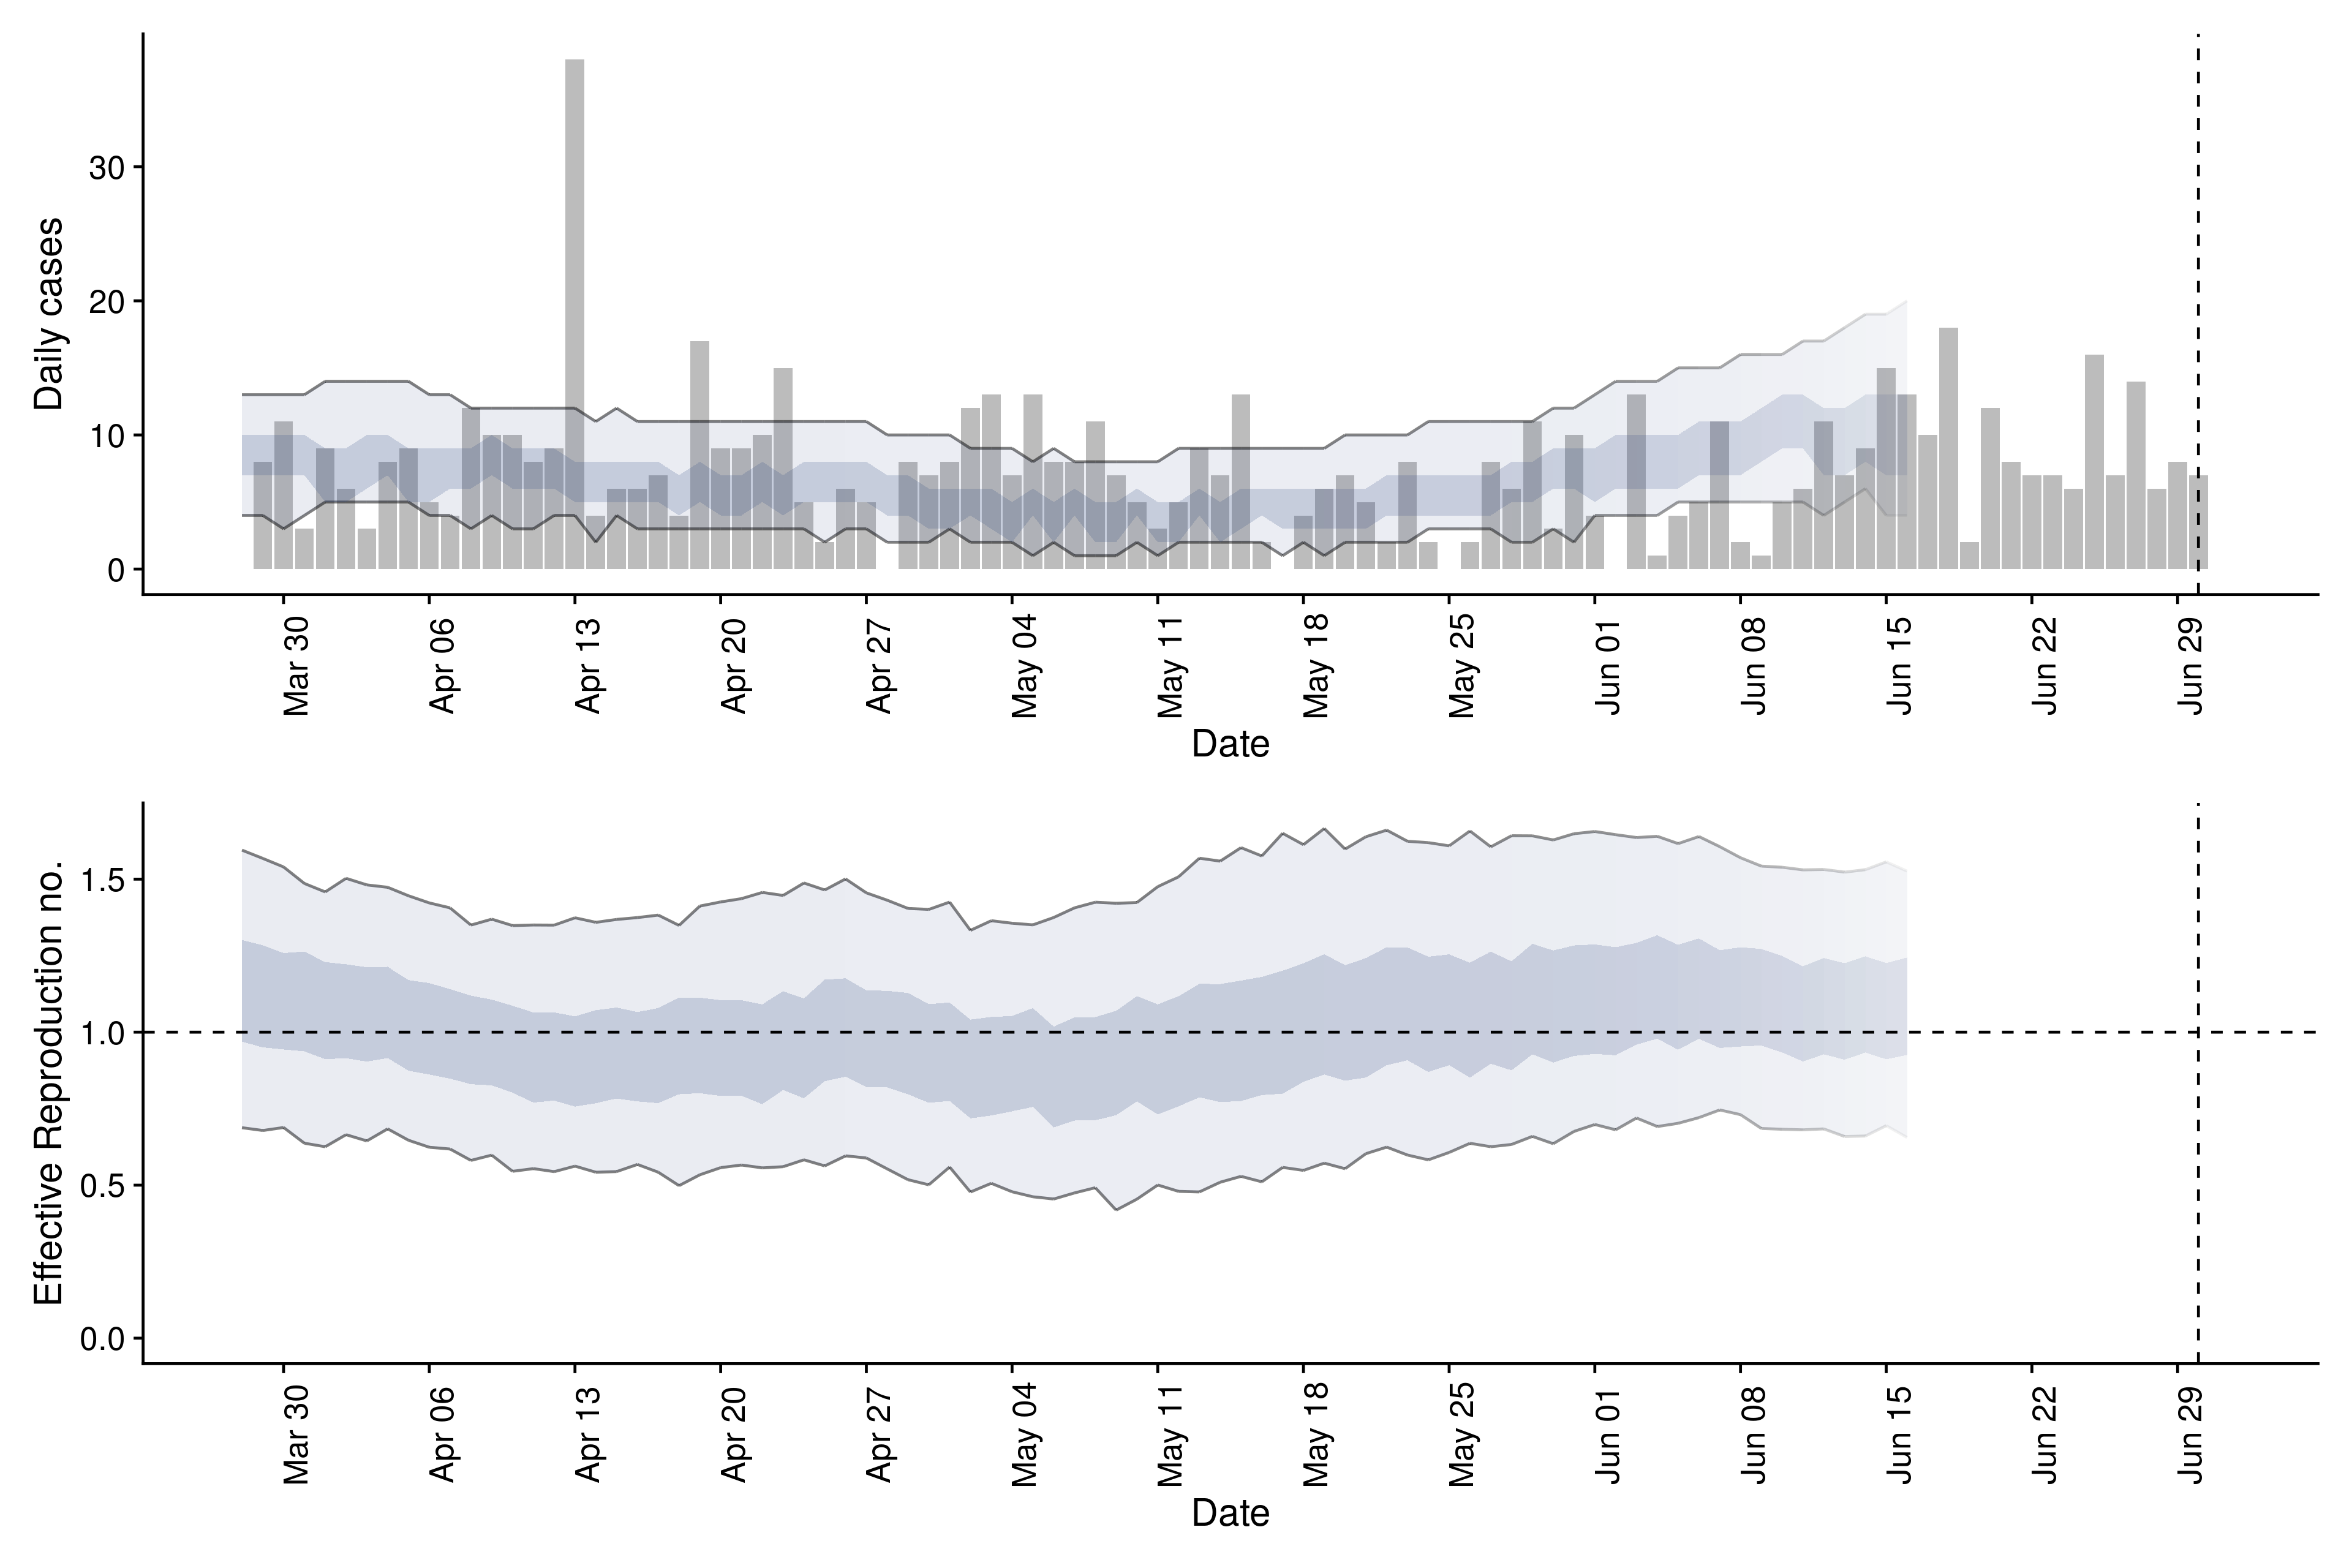 Daily cases
30
20
10
0
Mar 30
Apr 06
Apr 13
Apr 20
Apr 27
May 04
May 11
May 18
May 25
Jun 01
Jun 08
Jun 15
Jun 22
Jun 29
Date
Effective Reproduction no.
1.5
1.0
0.5
0.0
Mar 30
Apr 06
Apr 13
Apr 20
Apr 27
May 04
May 11
May 18
May 25
Jun 01
Jun 08
Jun 15
Jun 22
Jun 29
Date